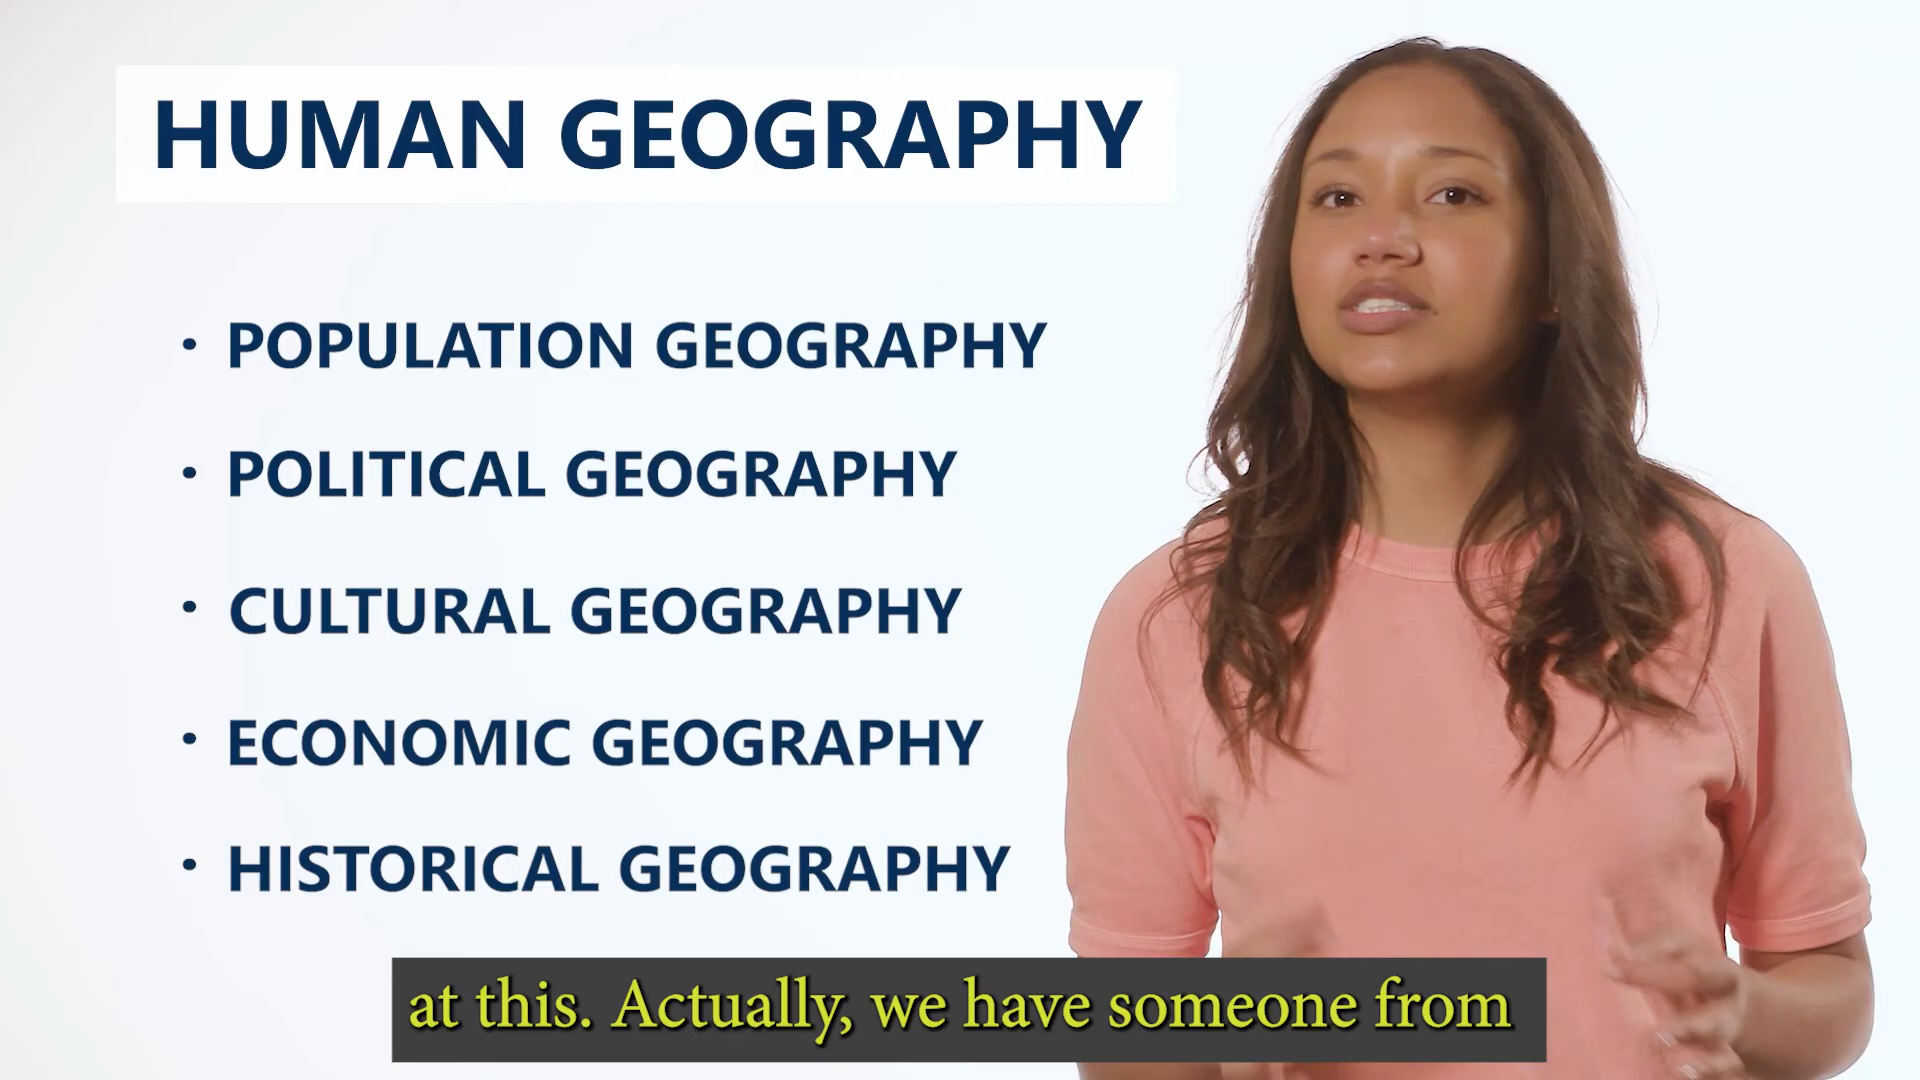 HUMAN GEOGRAPHY
• POPULATION GEOGRAPHY
• POLITICAL GEOGRAPHY
• CULTURAL GEOGRAPHY
• ECONOMIC GEOGRAPHY
• HISTORICAL GEOGRAPHY
at this. Actually, we have someone from